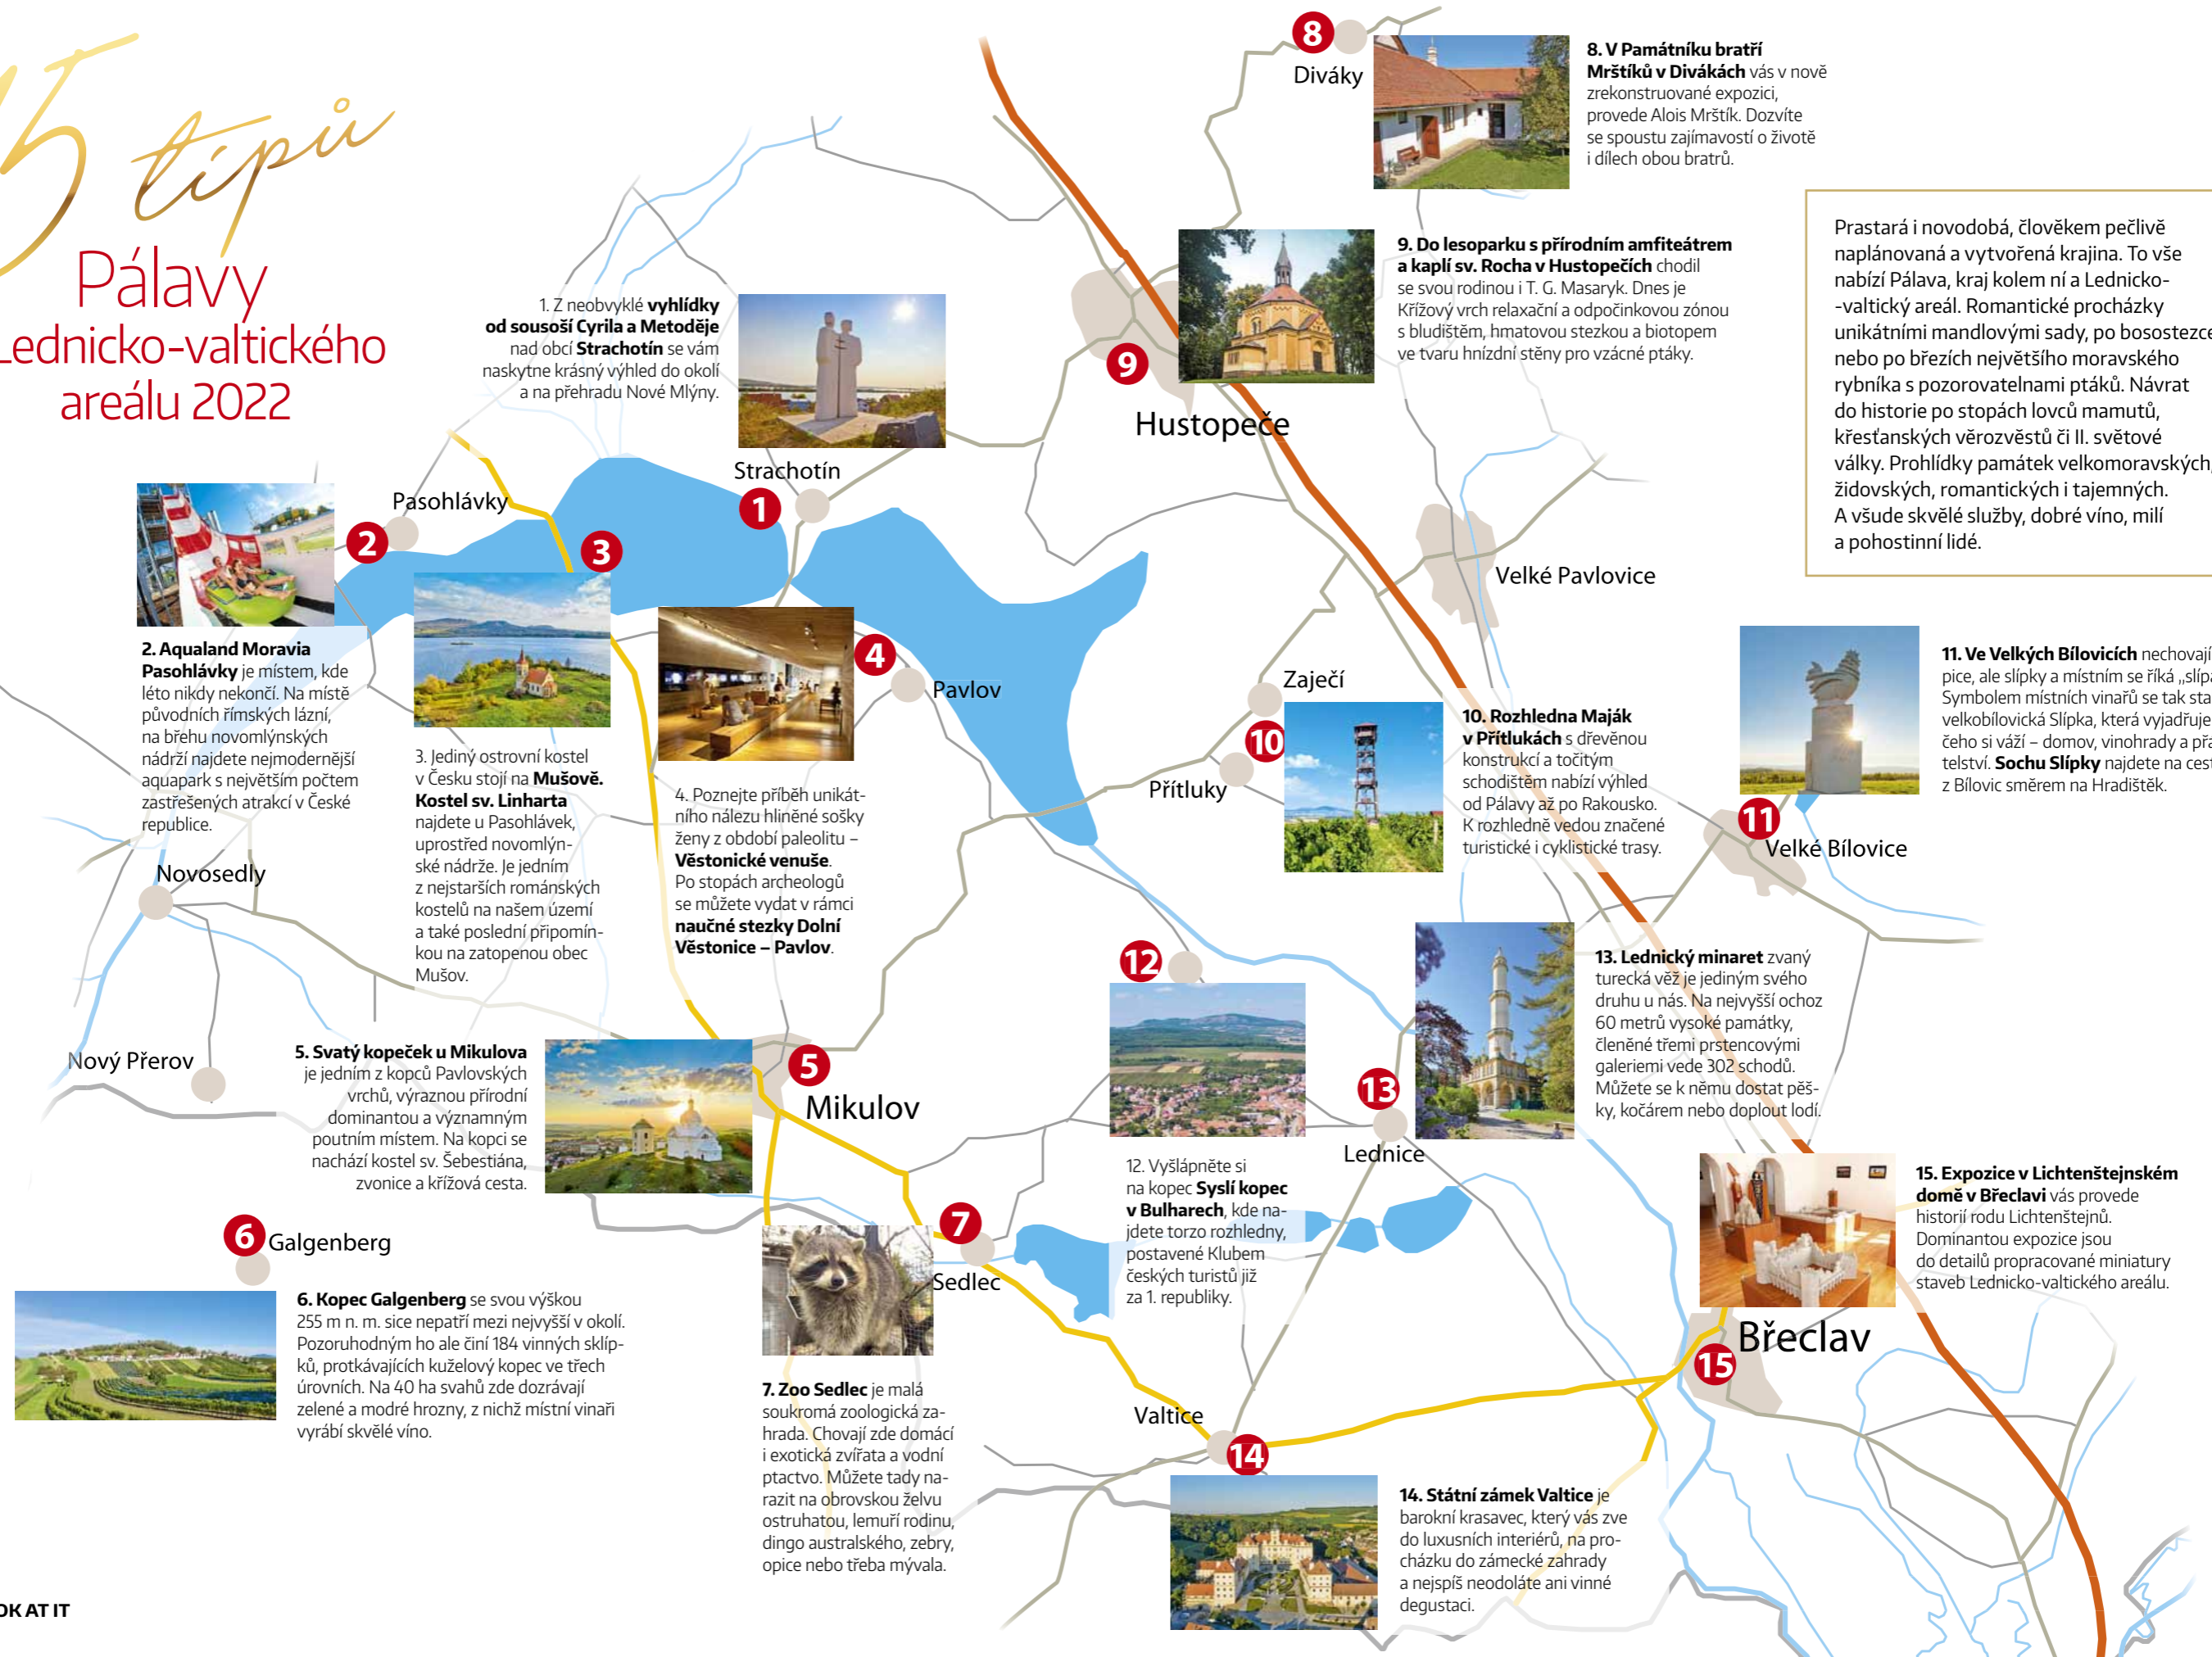 5 tipů
Pálavy
Lednicko-valtického
areálu 2022
8
Diváky
8. V Památníku bratří
Mrštíků v Divákách vás v nově
zrekonstruované expozici,
provede Alois Mrštík. Dozvíte
se spoustu zajímavostí o životě
i dílech obou bratrů.
Prastará i novodobá, člověkem pečlivě
naplánovaná a vytvořená krajina. To vše
nabízí Pálava, kraj kolem ní a Lednicko-
-valtický areál. Romantické procházky
unikátními mandlovými sady, po bosostezce
nebo po březích největšího moravského
rybníka s pozorovatelnami ptáků. Návrat
do historie po stopách lovců mamutů,
křesťanských věrozvěstů či II. světové
války. Prohlídky památek velkomoravských,
židovských, romantických i tajemných.
A všude skvělé služby, dobré víno, milí
a pohostinní lidé.
9. Do lesoparku s přírodním amfiteátrem
a kaplí sv. Rocha v Hustopečích chodil
se svou rodinou i T. G. Masaryk. Dnes je
Křížový vrch relaxační a odpočinkovou zónou
s bludištěm, hmatovou stezkou a biotopem
ve tvaru hnízdní stěny pro vzácné ptáky.
9
Hustopeče
1. Z neobvyklé vyhlídky
od sousoší Cyrila a Metoděje
nad obcí Strachotín se vám
naskytne krásný výhled do okolí
a na přehradu Nové Mlýny.
Strachotín
1
Pasohlávky
2
3
2. Aqualand Moravia
Pasohlávky je místem, kde
léto nikdy nekončí. Na místě
původních římských lázní,
na břehu novomlýnských
nádrží najdete nejmodernější
aquapark s největším počtem
zastřešených atrakcí v České
republice.
3. Jediný ostrovní kostel
v Česku stojí na Mušově.
Kostel sv. Linharta
najdete u Pasohlávek,
uprostřed novomlýn-
ské nádrže. Je jedním
z nejstarších románských
kostelů na našem území
a také poslední připomín-
kou na zatopenou obec
Mušov.
4
Pavlov
4. Poznejte příběh unikát-
ního nálezu hliněné sošky
ženy z období paleolitu –
Věstonické venuše.
Po stopách archeologů
se můžete vydat v rámci
naučné stezky Dolní
Věstonice – Pavlov.
Velké Pavlovice
Zaječí
10
Přítluky
10. Rozhledna Maják
v Přítlukách s dřevěnou
konstrukcí a točitým
schodištěm nabízí výhled
od Pálavy až po Rakousko.
K rozhledně vedou značené
turistické i cyklistické trasy.
11. Ve Velkých Bílovicích nechovají
pice, ale slípky a místním se říká „slípa
Symbolem místních vinařů se tak sta
velkobílovická Slípka, která vyjadřuje
čeho si váží – domov, vinohrady a přá
telství. Sochu Slípky najdete na cest
z Bílovic směrem na Hradištěk.
11
Velké Bílovice
Novosedly
Nový Přerov
5. Svatý kopeček u Mikulova
je jedním z kopců Pavlovských
vrchů, výraznou přírodní
dominantou a významným
poutním místem. Na kopci se
nachází kostel sv. Šebestiána,
zvonice a křížová cesta.
5
Mikulov
12
12. Vyšlápněte si
na kopec Syslí kopec
v Bulharech, kde na-
jdete torzo rozhledny,
postavené Klubem
českých turistů již
za 1. republiky.
13
Lednice
13. Lednický minaret zvaný
turecká věž je jediným svého
druhu u nás. Na nejvyšší ochoz
60 metrů vysoké památky,
členěné třemi prstencovými
galeriemi vede 302 schodů.
Můžete se k němu dostat pěš-
ky, kočárem nebo doplout lodí.
15. Expozice v Lichtenštejnském
domě v Břeclavi vás provede
historií rodu Lichtenštejnů.
Dominantou expozice jsou
do detailů propracované miniatury
staveb Lednicko-valtického areálu.
Břeclav
15
6
Galgenberg
6. Kopec Galgenberg se svou výškou
255 m n. m. sice nepatří mezi nejvyšší v okolí.
Pozoruhodným ho ale činí 184 vinných sklíp-
ků, protkávajících kuželový kopec ve třech
úrovních. Na 40 ha svahů zde dozrávají
zelené a modré hrozny, z nichž místní vinaři
vyrábí skvělé víno.
7
Sedlec
7. Zoo Sedlec je malá
soukromá zoologická za-
hrada. Chovají zde domácí
i exotická zvířata a vodní
ptactvo. Můžete tady na-
razit na obrovskou želvu
ostruhatou, lemuří rodinu,
dingo australského, zebry,
opice nebo třeba mývala.
Valtice
14
14. Státní zámek Valtice je
barokní krasavec, který vás zve
do luxusních interiérů, na pro-
cházku do zámecké zahrady
a nejspíš neodoláte ani vinné
degustaci.
OK AT IT